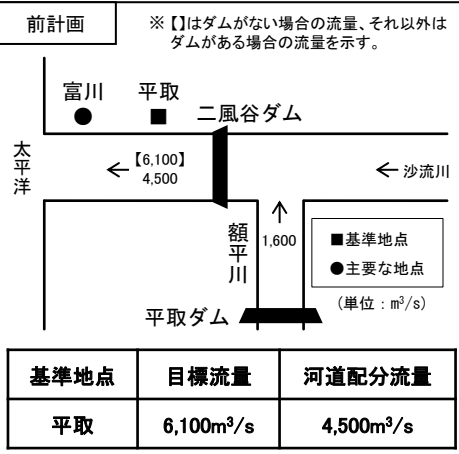 前計画
※【】はダムがない場合の流量、それ以外は
ダムがある場合の流量を示す。
富川
平取
二風谷ダム
太平洋
←【6,100】
4,500
←沙流川
額平川
↑
1,600
■基準地点
●主要な地点
(単位：m³/s)
平取ダム
基準地点 目標流量 河道配分流量
平取 6,100m³/s 4,500m³/s